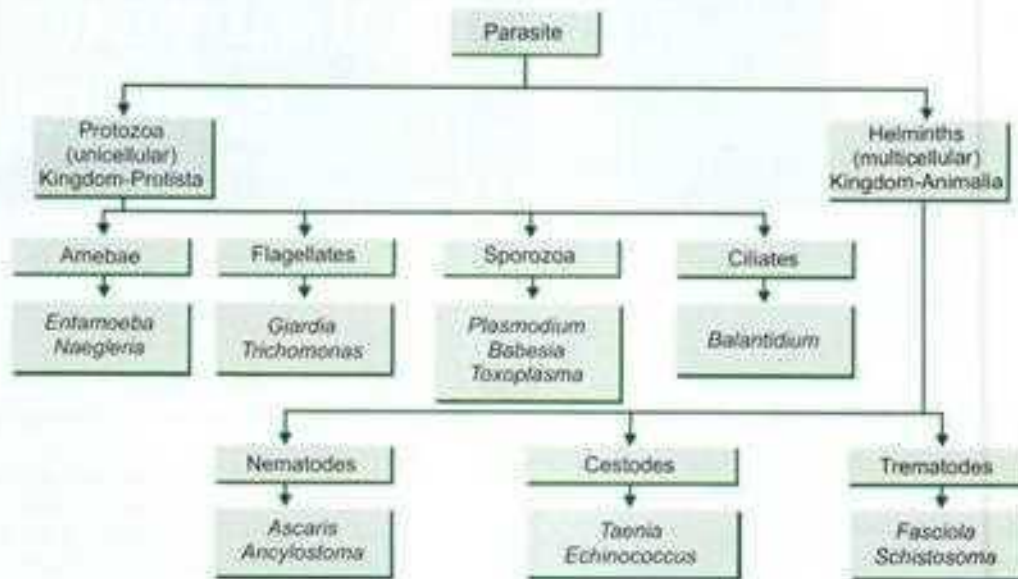 Parasite
Protozoa
(unicellular)
Kingdom-Protista
Helminths
(multicellular)
Kingdom-Animalia
Amebae
Flagellates
Sporozoa
Ciliates
Entamoeba
Naegleria
Giardia
Trichomonas
Plasmodium
Babesia
Toxoplasma
Balantidium
Nematodes
Cestodes
Trematodes
Ascaris
Ancylostoma
Taenia
Echinococcus
Fasciola
Schistosoma